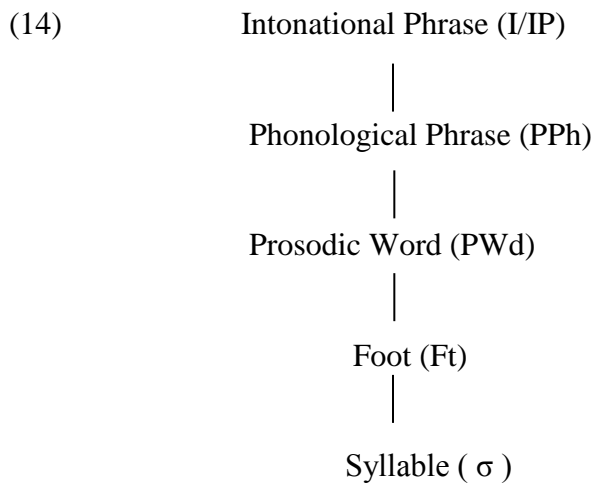 (14) Intonational Phrase (I/IP)
Phonological Phrase (PPh)
Prosodic Word (PWd)
Foot (Ft)
Syllable ( σ )